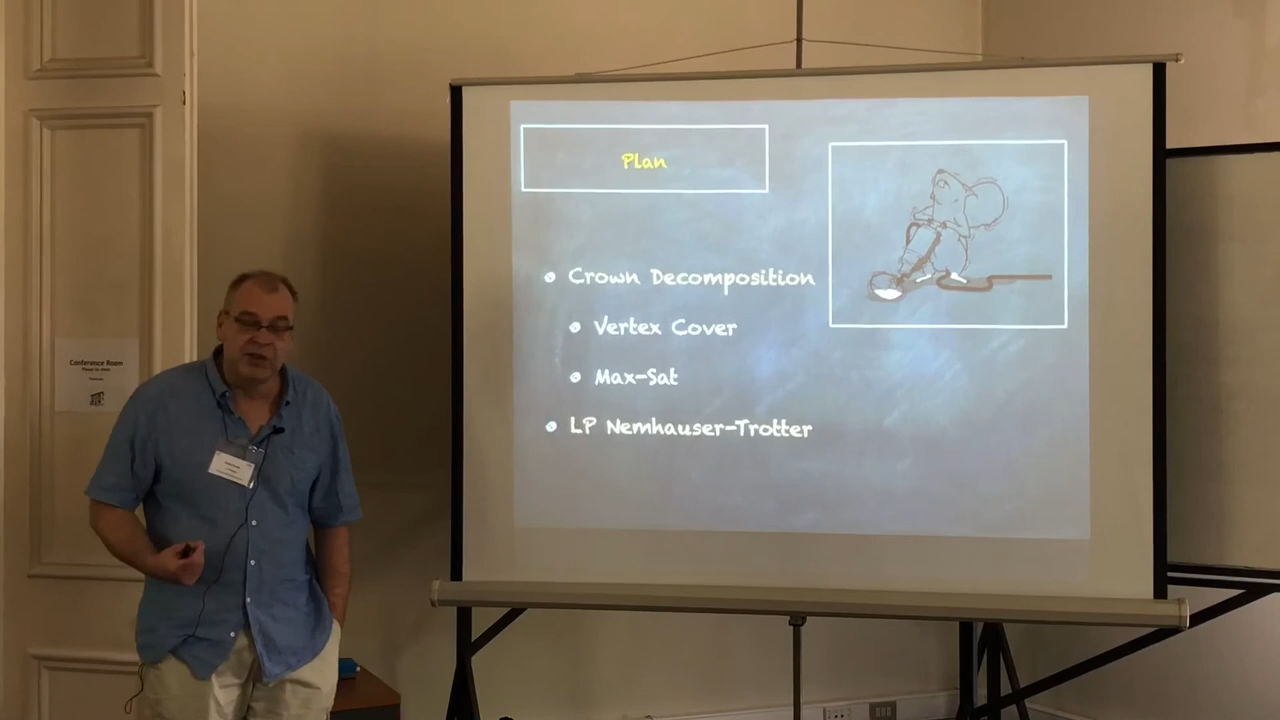 Plan
Crown Decomposition
Vertex Cover
Max-Sat
LP Nemhauser-Trotter
Conference Room